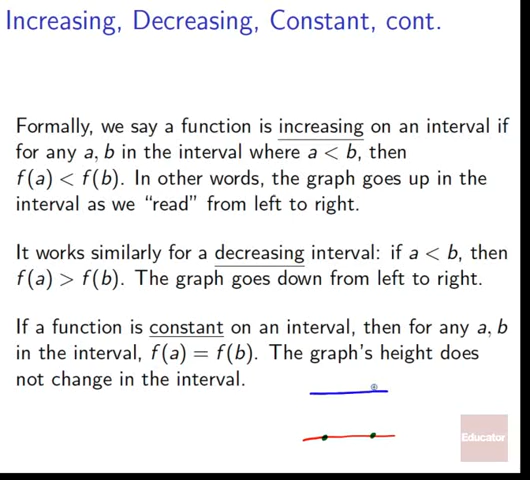 Increasing, Decreasing, Constant, cont.
Formally, we say a function is increasing on an interval if
for any a, b in the interval where a < b, then
f(a) < f(b). In other words, the graph goes up in the
interval as we “read” from left to right.
It works similarly for a decreasing interval: if a < b, then
f(a) > f(b). The graph goes down from left to right.
If a function is constant on an interval, then for any a, b
in the interval, f(a) = f(b). The graph's height does
not change in the interval.
Educator